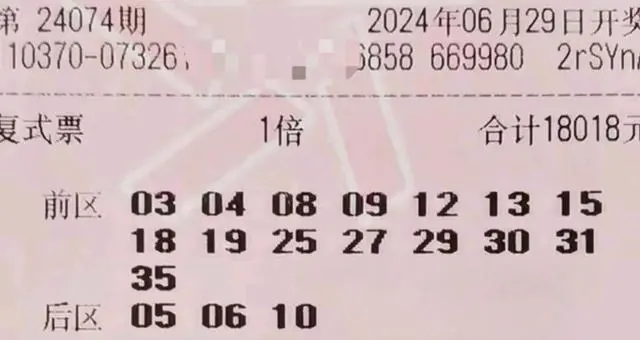 第 24074期 2024年06月29日开奖
110370-07326 6858 669980 2rSYn
复式票 1倍 合计18018元
前区 03 04 08 09 12 13 15
18 19 25 27 29 30 31
35
后区 05 06 10